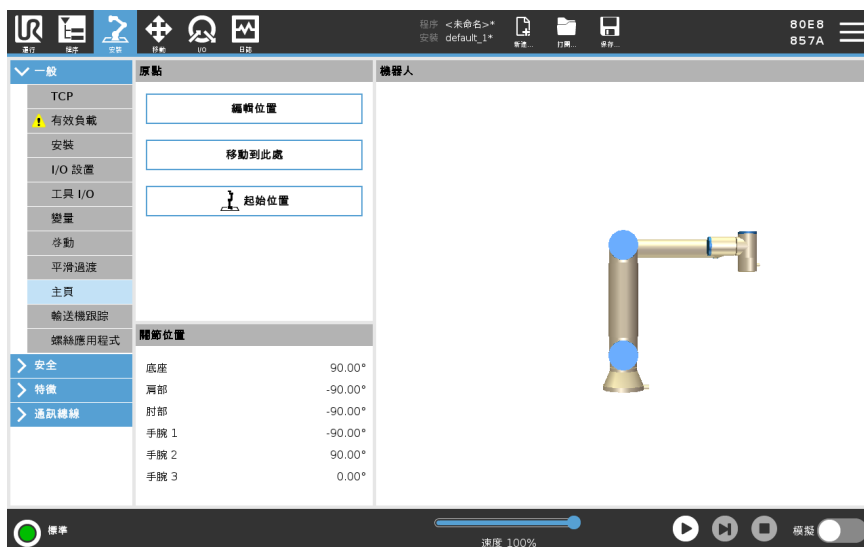 UR
運行
程序
安裝
移動
I/O
日誌
程序 <未命名>*
安裝 default_1*
新建...
打開...
保存...
80E8
857A
一般
TCP
有效負載
安裝
I/O 設置
工具 I/O
變量
啓動
平滑過渡
主頁
輸送機跟踪
螺絲應用程式
安全
特徵
通訊總線
原點
編輯位置
移動到此處
起始位置
關節位置
底座 90.00°
肩部 -90.00°
肘部 -90.00°
手腕 1 -90.00°
手腕 2 90.00°
手腕 3 0.00°
機器人
標準
速度 100%
模擬